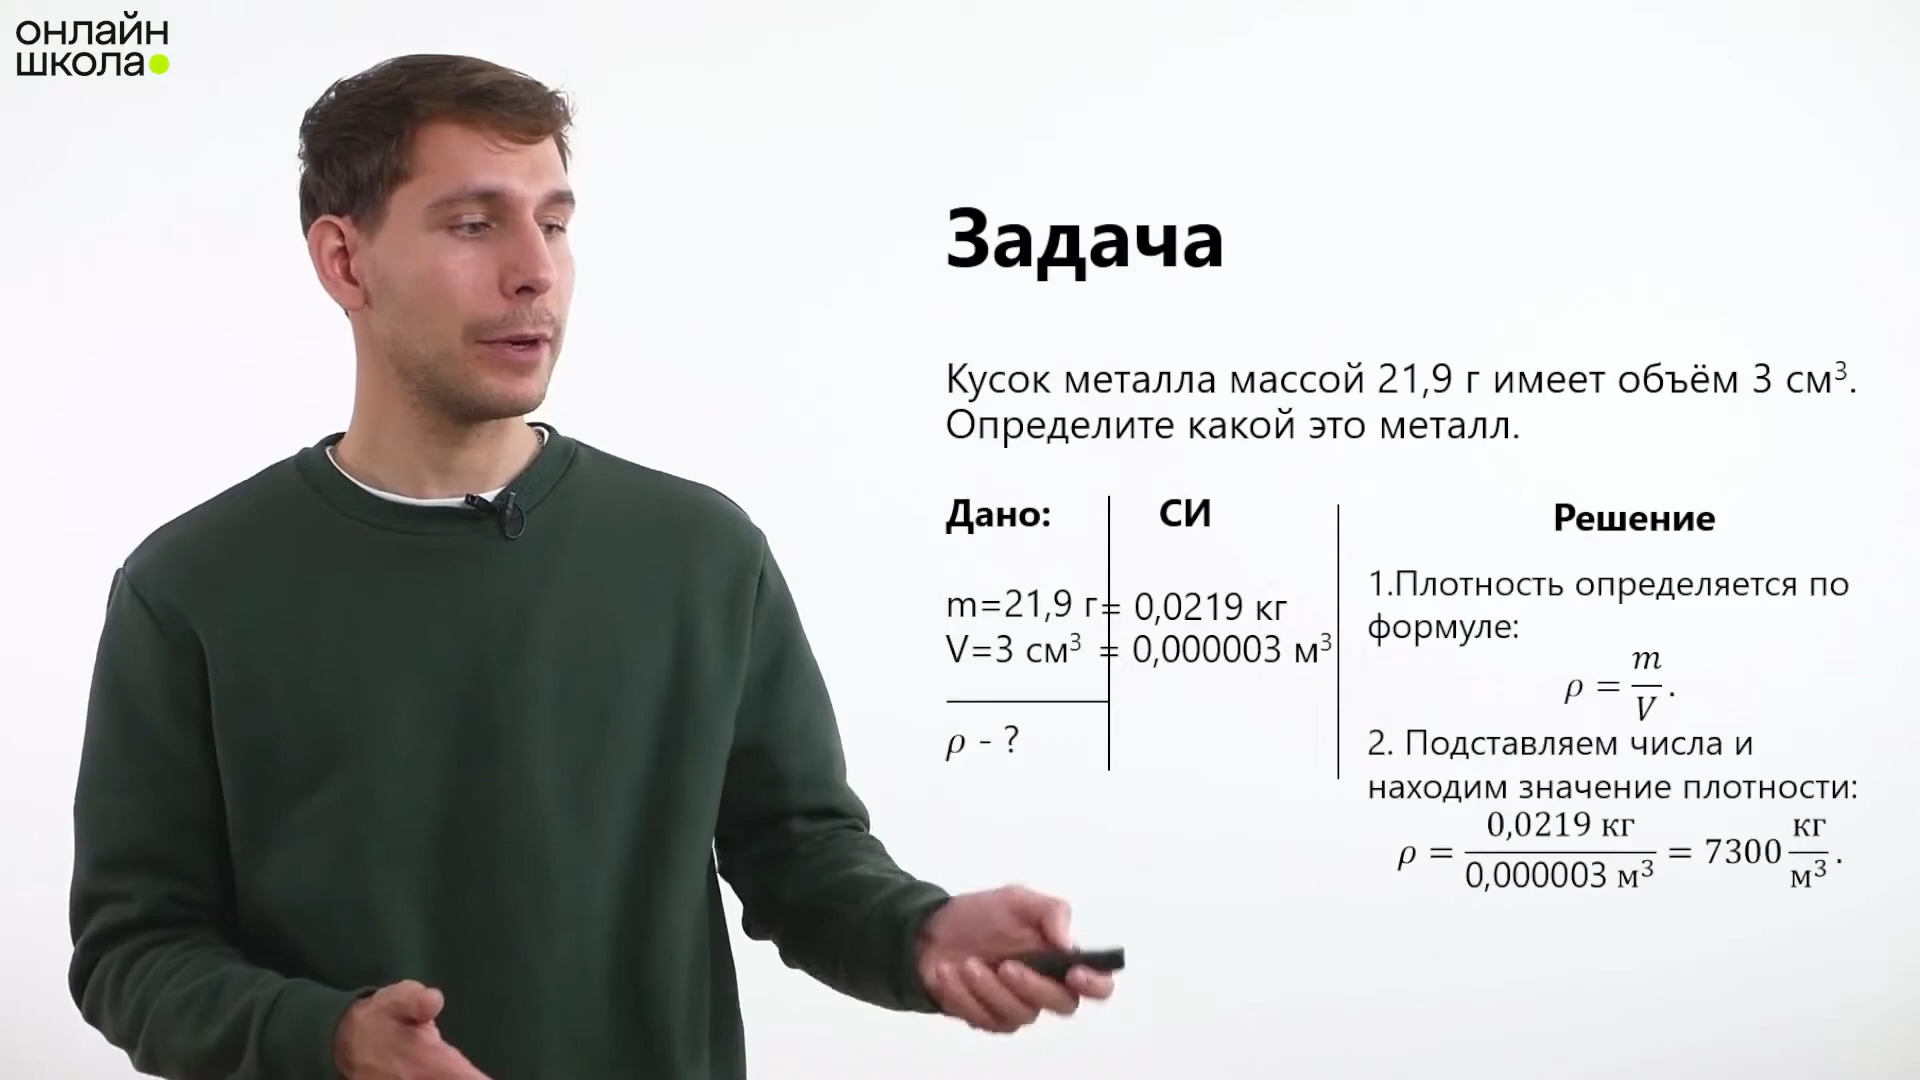 онлайн
школа
Задача
Кусок металла массой 21,9 г имеет объём 3 см³.
Определите какой это металл.
Дано:
СИ
m=21,9 г = 0,0219 кг
V=3 см³ = 0,000003 м³
ρ - ?
Решение
1.Плотность определяется по
формуле:
ρ = m/V.
2. Подставляем числа и
находим значение плотности:
ρ = 0,0219 кг/0,000003 м³ = 7300 кг/м³.